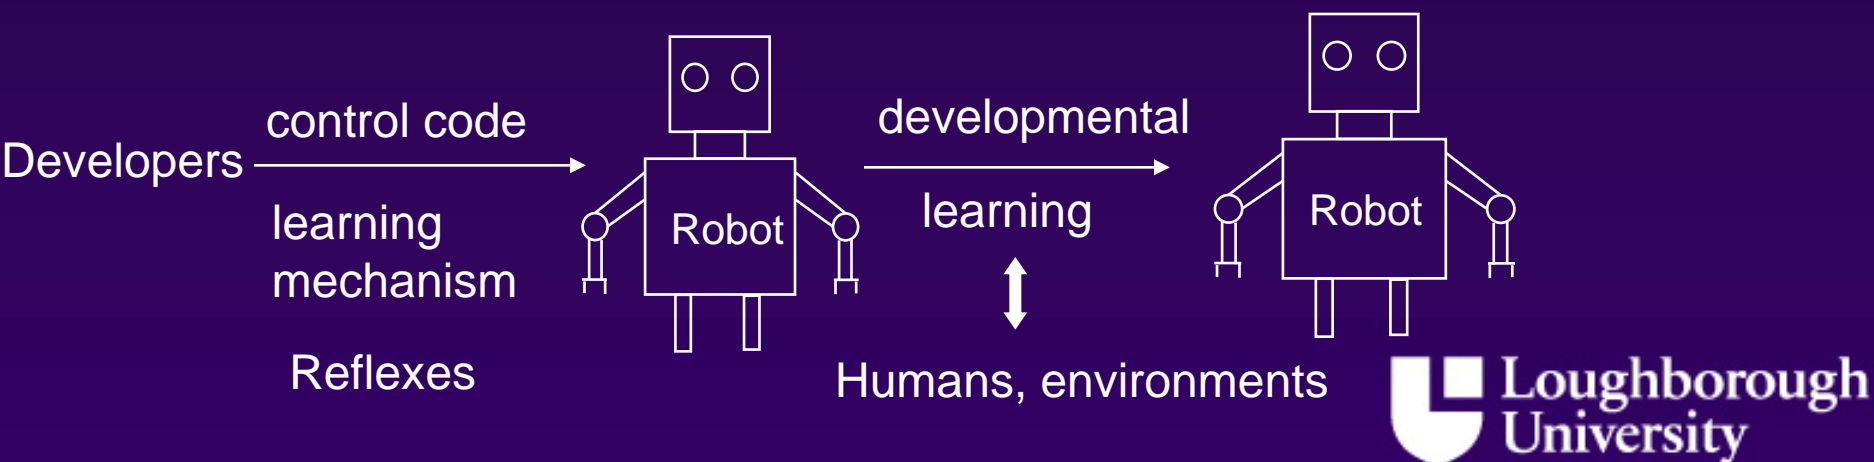 Developers
control code
learning
mechanism
Reflexes
Robot
developmental
learning
Humans, environments
Robot
Loughborough
University